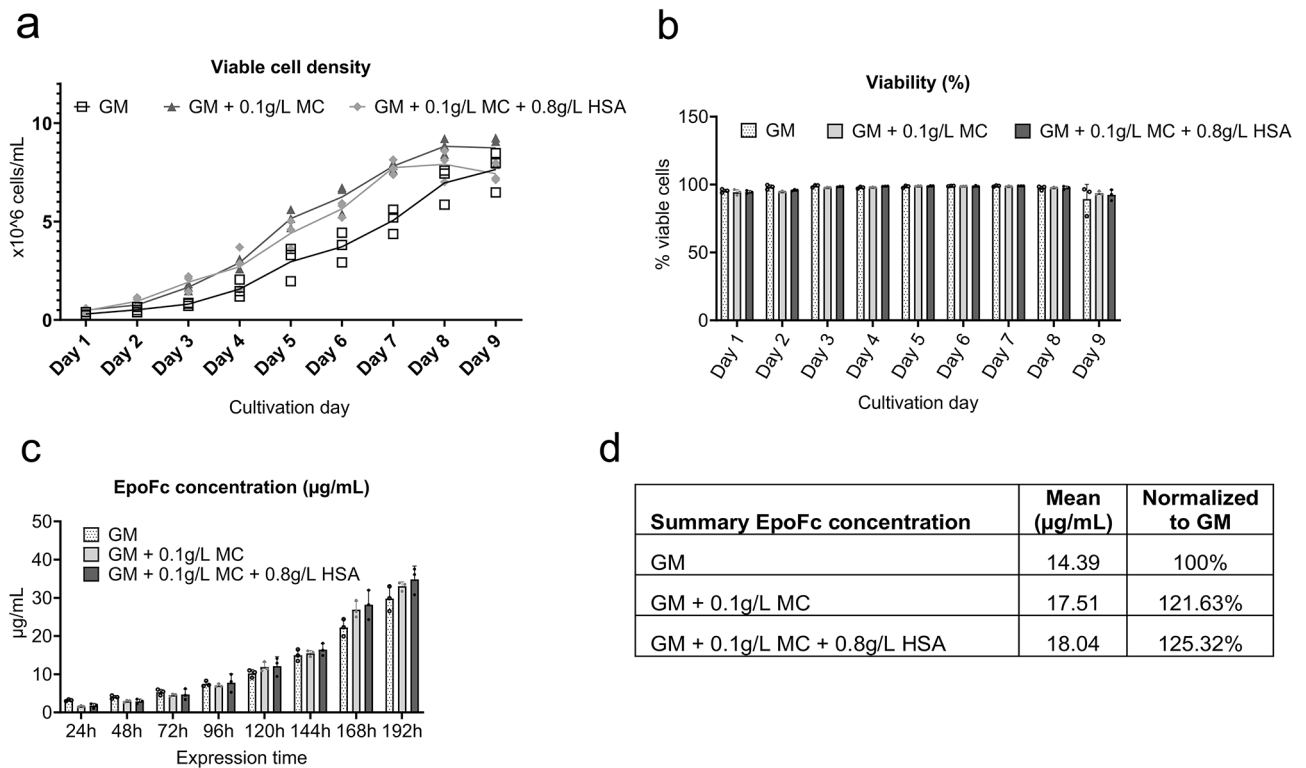 a
Viable cell density
GM GM + 0.1g/L MC GM + 0.1g/L MC + 0.8g/L HSA
x10^6 cells/mL
10
5
0
Day 1 Day 2 Day 3 Day 4 Day 5 Day 6 Day 7 Day 8 Day 9
Cultivation day
b
Viability (%)
GM GM + 0.1g/L MC GM + 0.1g/L MC + 0.8g/L HSA
% viable cells
150
100
50
0
Day 1 Day 2 Day 3 Day 4 Day 5 Day 6 Day 7 Day 8 Day 9
Cultivation day
c
EpoFc concentration (µg/mL)
GM
GM + 0.1g/L MC
GM + 0.1g/L MC + 0.8g/L HSA
µg/mL
50
40
30
20
10
0
24h 48h 72h 96h 120h 144h 168h 192h
Expression time
d
Summary EpoFc concentration Mean (µg/mL) Normalized to GM
GM 14.39 100%
GM + 0.1g/L MC 17.51 121.63%
GM + 0.1g/L MC + 0.8g/L HSA 18.04 125.32%